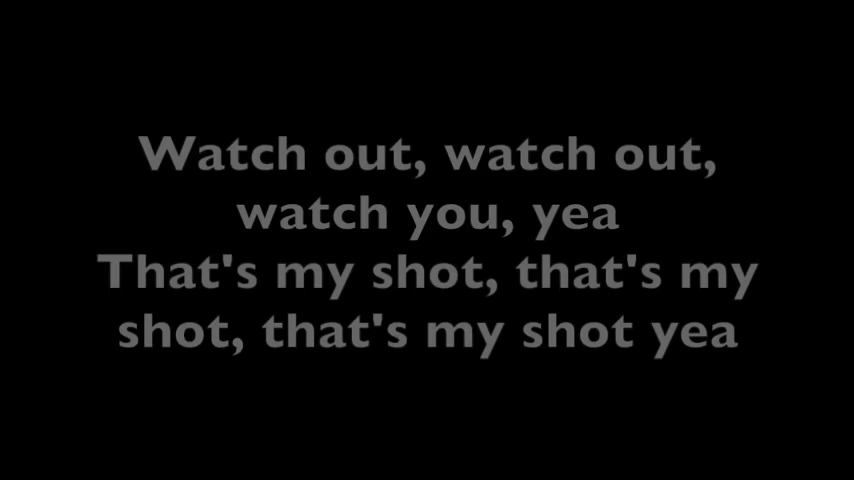 Watch out, watch out,
watch you, yea
That's my shot, that's my
shot, that's my shot yea